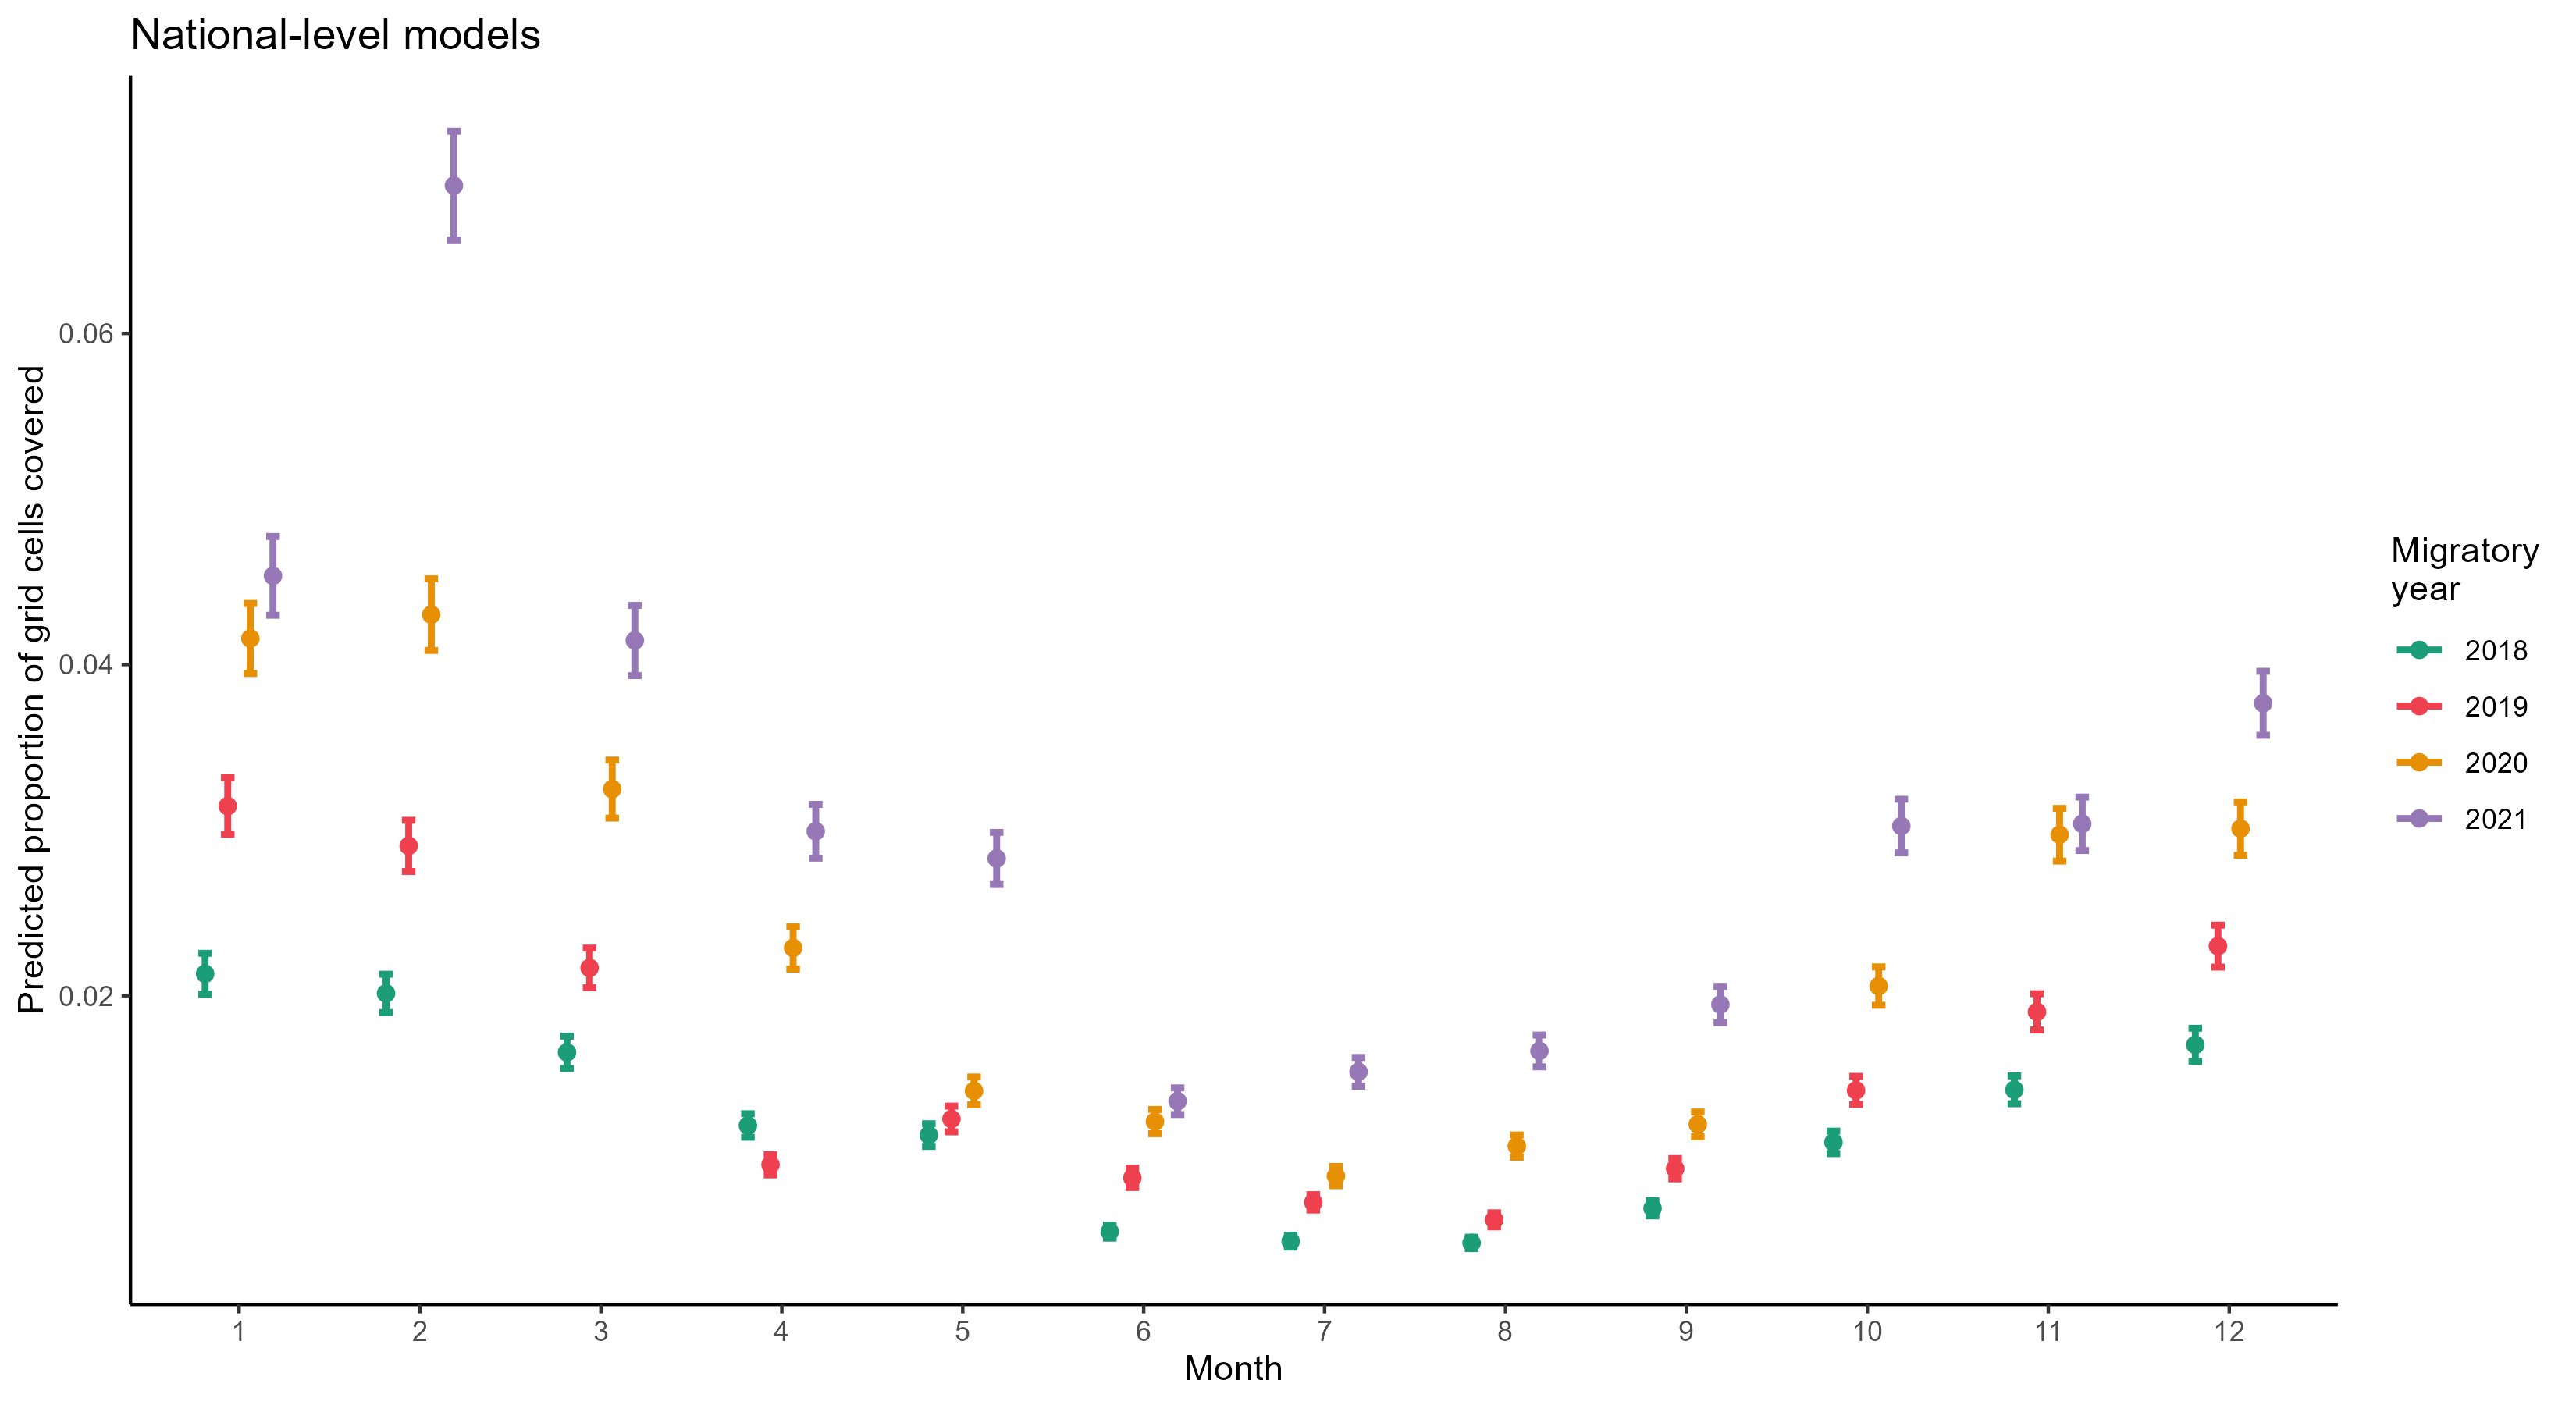 National-level models
Predicted proportion of grid cells covered
0.06
0.04
0.02
1 2 3 4 5 6 7 8 9 10 11 12
Month
Migratory
year
2018
2019
2020
2021